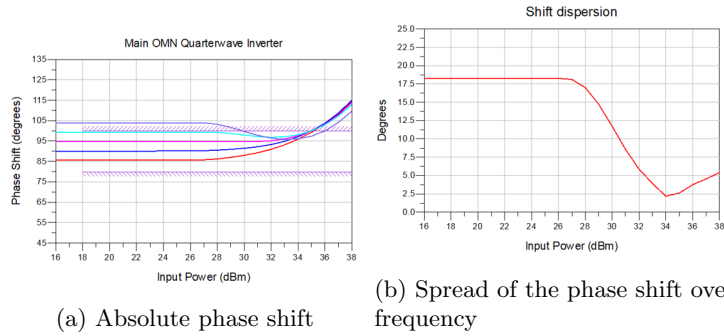 Main OMN Quarterwave Inverter
Phase Shift (degrees)
135
125
115
105
95
85
75
65
55
45
16 18 20 22 24 26 28 30 32 34 36 38
Input Power (dBm)
(a) Absolute phase shift
Shift dispersion
Degrees
25.0
22.5
20.0
17.5
15.0
12.5
10.0
7.5
5.0
2.5
0.0
16 18 20 22 24 26 28 30 32 34 36 38
Input Power (dBm)
(b) Spread of the phase shift ove
frequency